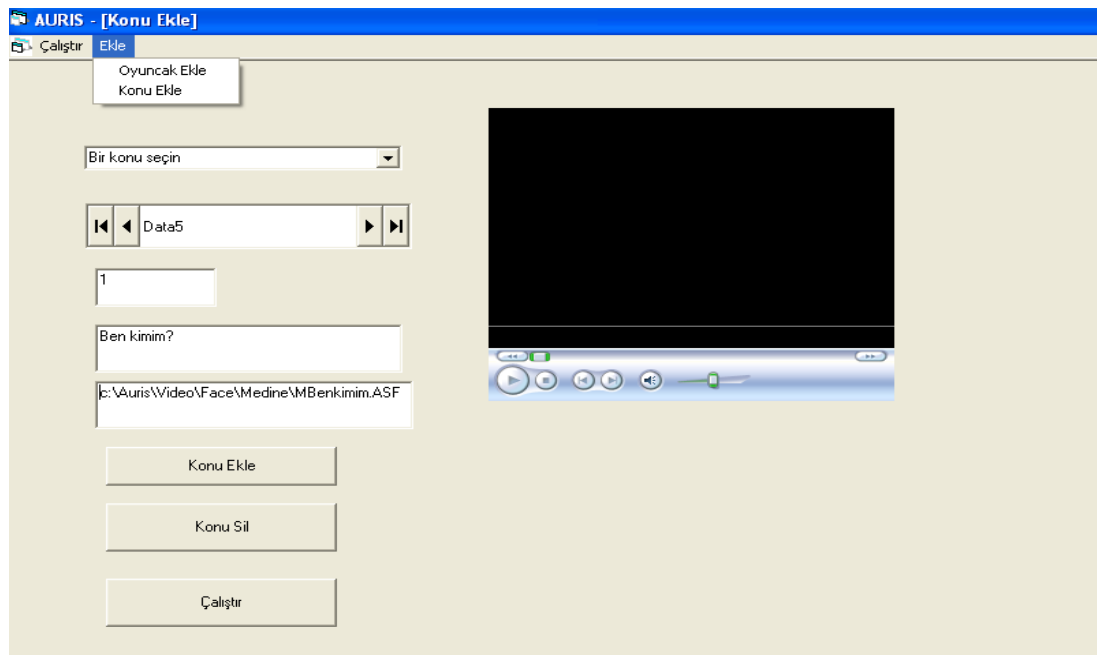 AURIS - [Konu Ekle]
Çalıştır Ekle
Oyuncak Ekle
Konu Ekle
Bir konu seçin
Data5
1
Ben kimim?
c:\Auris\Video\Face\Medine\MBenkimim.ASF
Konu Ekle
Konu Sil
Çalıştır